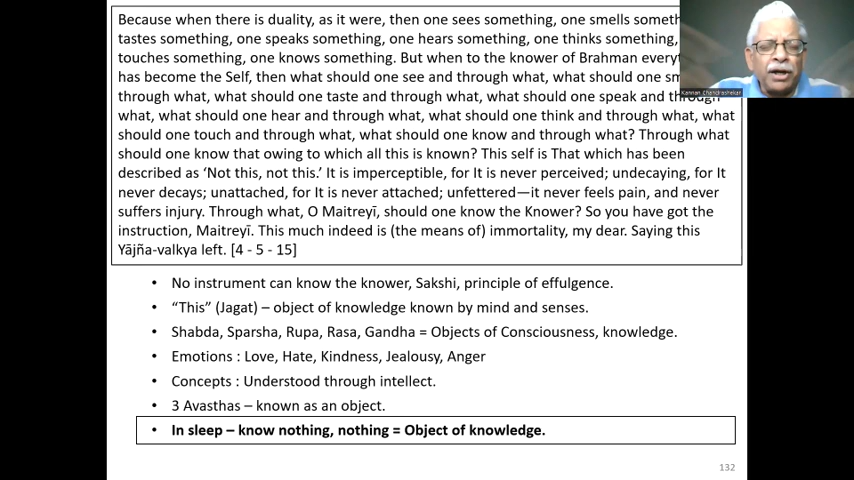 Because when there is duality, as it were, then one sees something, one smells
tastes something, one speaks something, one hears something, one thinks something,
touches something, one knows something. But when to the knower of Brahman
has become the Self, then what should one see and through what, what should one
through what, what should one taste and through what, what should one speak and through
what, what should one hear and through what, what should one think and through what, what
should one touch and through what, what should one know and through what? Through what
should one know that owing to which all this is known? This self is That which has been
described as ‘Not this, not this.’ It is imperceptible, for It is never perceived; undecaying, for It
never decays; unattached, for It is never attached; unfettered—it never feels pain, and never
suffers injury. Through what, O Maitreyī, should one know the Knower? So you have got the
instruction, Maitreyī. This much indeed is (the means of) immortality, my dear. Saying this
Yājña-valkya left. [4 - 5 - 15]
Kannan Chandrashekar
• No instrument can know the knower, Sakshi, principle of effulgence.
• “This” (Jagat) – object of knowledge known by mind and senses.
• Shabda, Sparsha, Rupa, Rasa, Gandha = Objects of Consciousness, knowledge.
• Emotions : Love, Hate, Kindness, Jealousy, Anger
• Concepts : Understood through intellect.
• 3 Avasthas – known as an object.
• In sleep – know nothing, nothing = Object of knowledge.
132